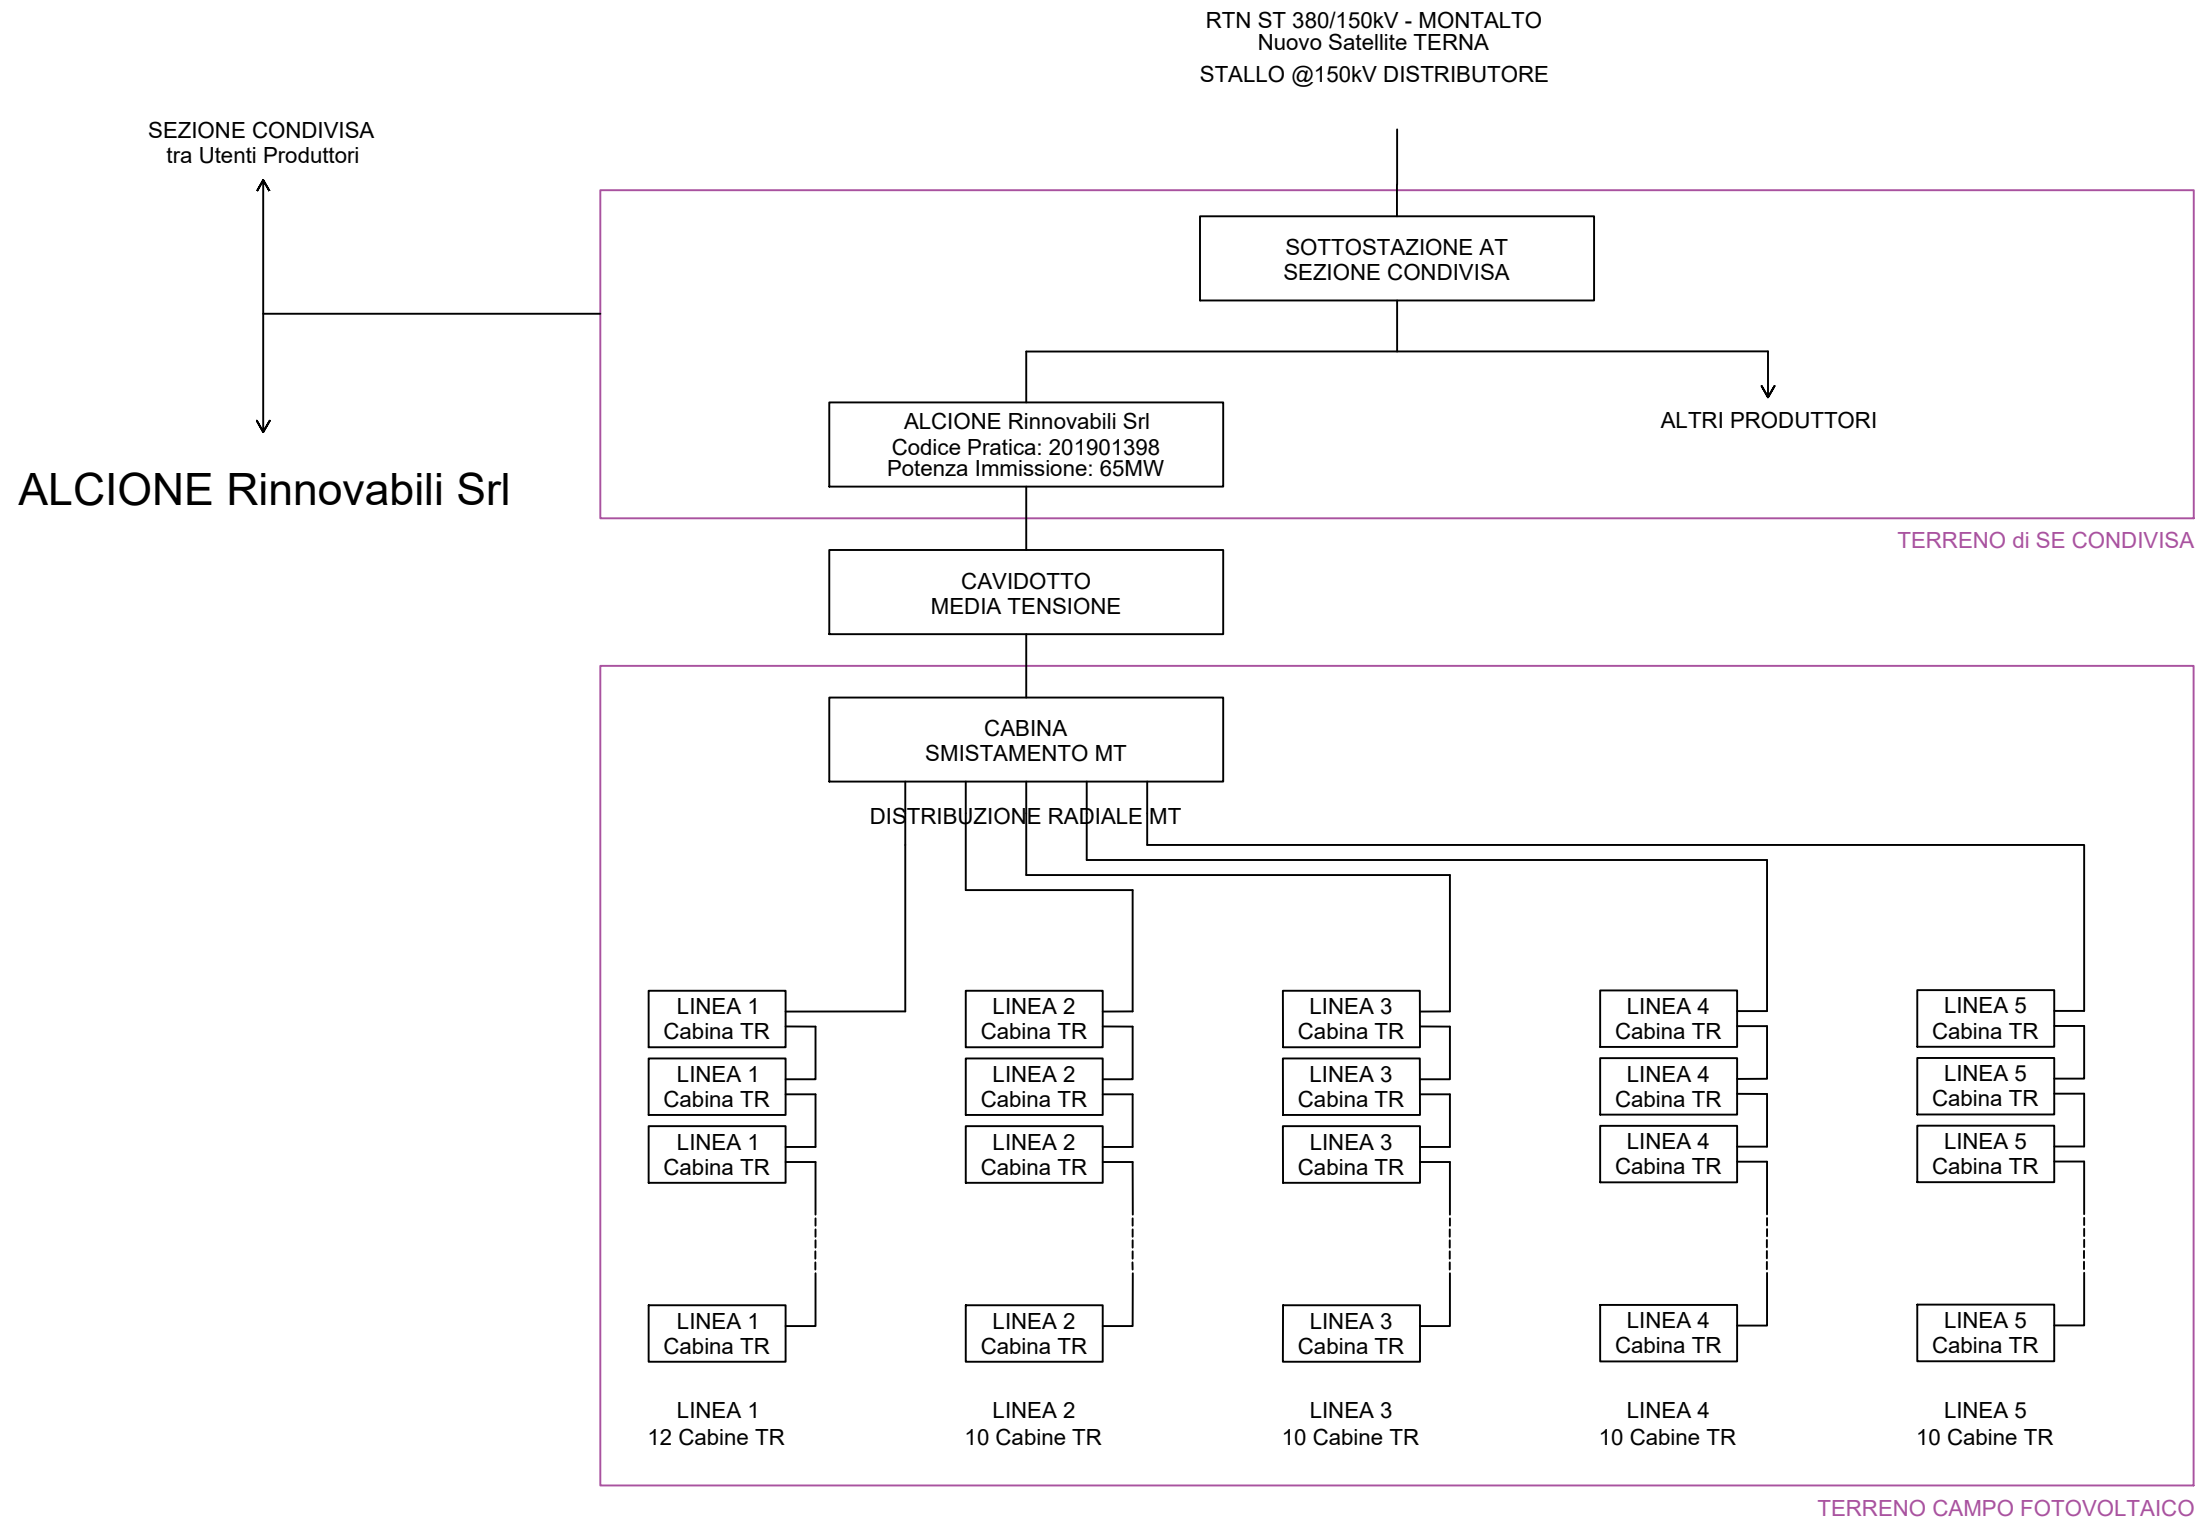 RTN ST 380/150kV - MONTALTO
Nuovo Satellite TERNA
STALLO @150kV DISTRIBUTORE
SEZIONE CONDIVISA
tra Utenti Produttori
SOTTOSTAZIONE AT
SEZIONE CONDIVISA
ALCIONE Rinnovabili Srl
Codice Pratica: 201901398
Potenza Immissione: 65MW
ALTRI PRODUTTORI
ALCIONE Rinnovabili Srl
TERRENO di SE CONDIVISA
CAVIDOTTO
MEDIA TENSIONE
CABINA
SMISTAMENTO MT
DISTRIBUZIONE RADIALE MT
LINEA 1
Cabina TR
LINEA 2
Cabina TR
LINEA 3
Cabina TR
LINEA 4
Cabina TR
LINEA 5
Cabina TR
LINEA 1
Cabina TR
LINEA 2
Cabina TR
LINEA 3
Cabina TR
LINEA 4
Cabina TR
LINEA 5
Cabina TR
LINEA 1
Cabina TR
LINEA 2
Cabina TR
LINEA 3
Cabina TR
LINEA 4
Cabina TR
LINEA 5
Cabina TR
LINEA 1
Cabina TR
LINEA 2
Cabina TR
LINEA 3
Cabina TR
LINEA 4
Cabina TR
LINEA 5
Cabina TR
LINEA 1
12 Cabine TR
LINEA 2
10 Cabine TR
LINEA 3
10 Cabine TR
LINEA 4
10 Cabine TR
LINEA 5
10 Cabine TR
TERRENO CAMPO FOTOVOLTAICO